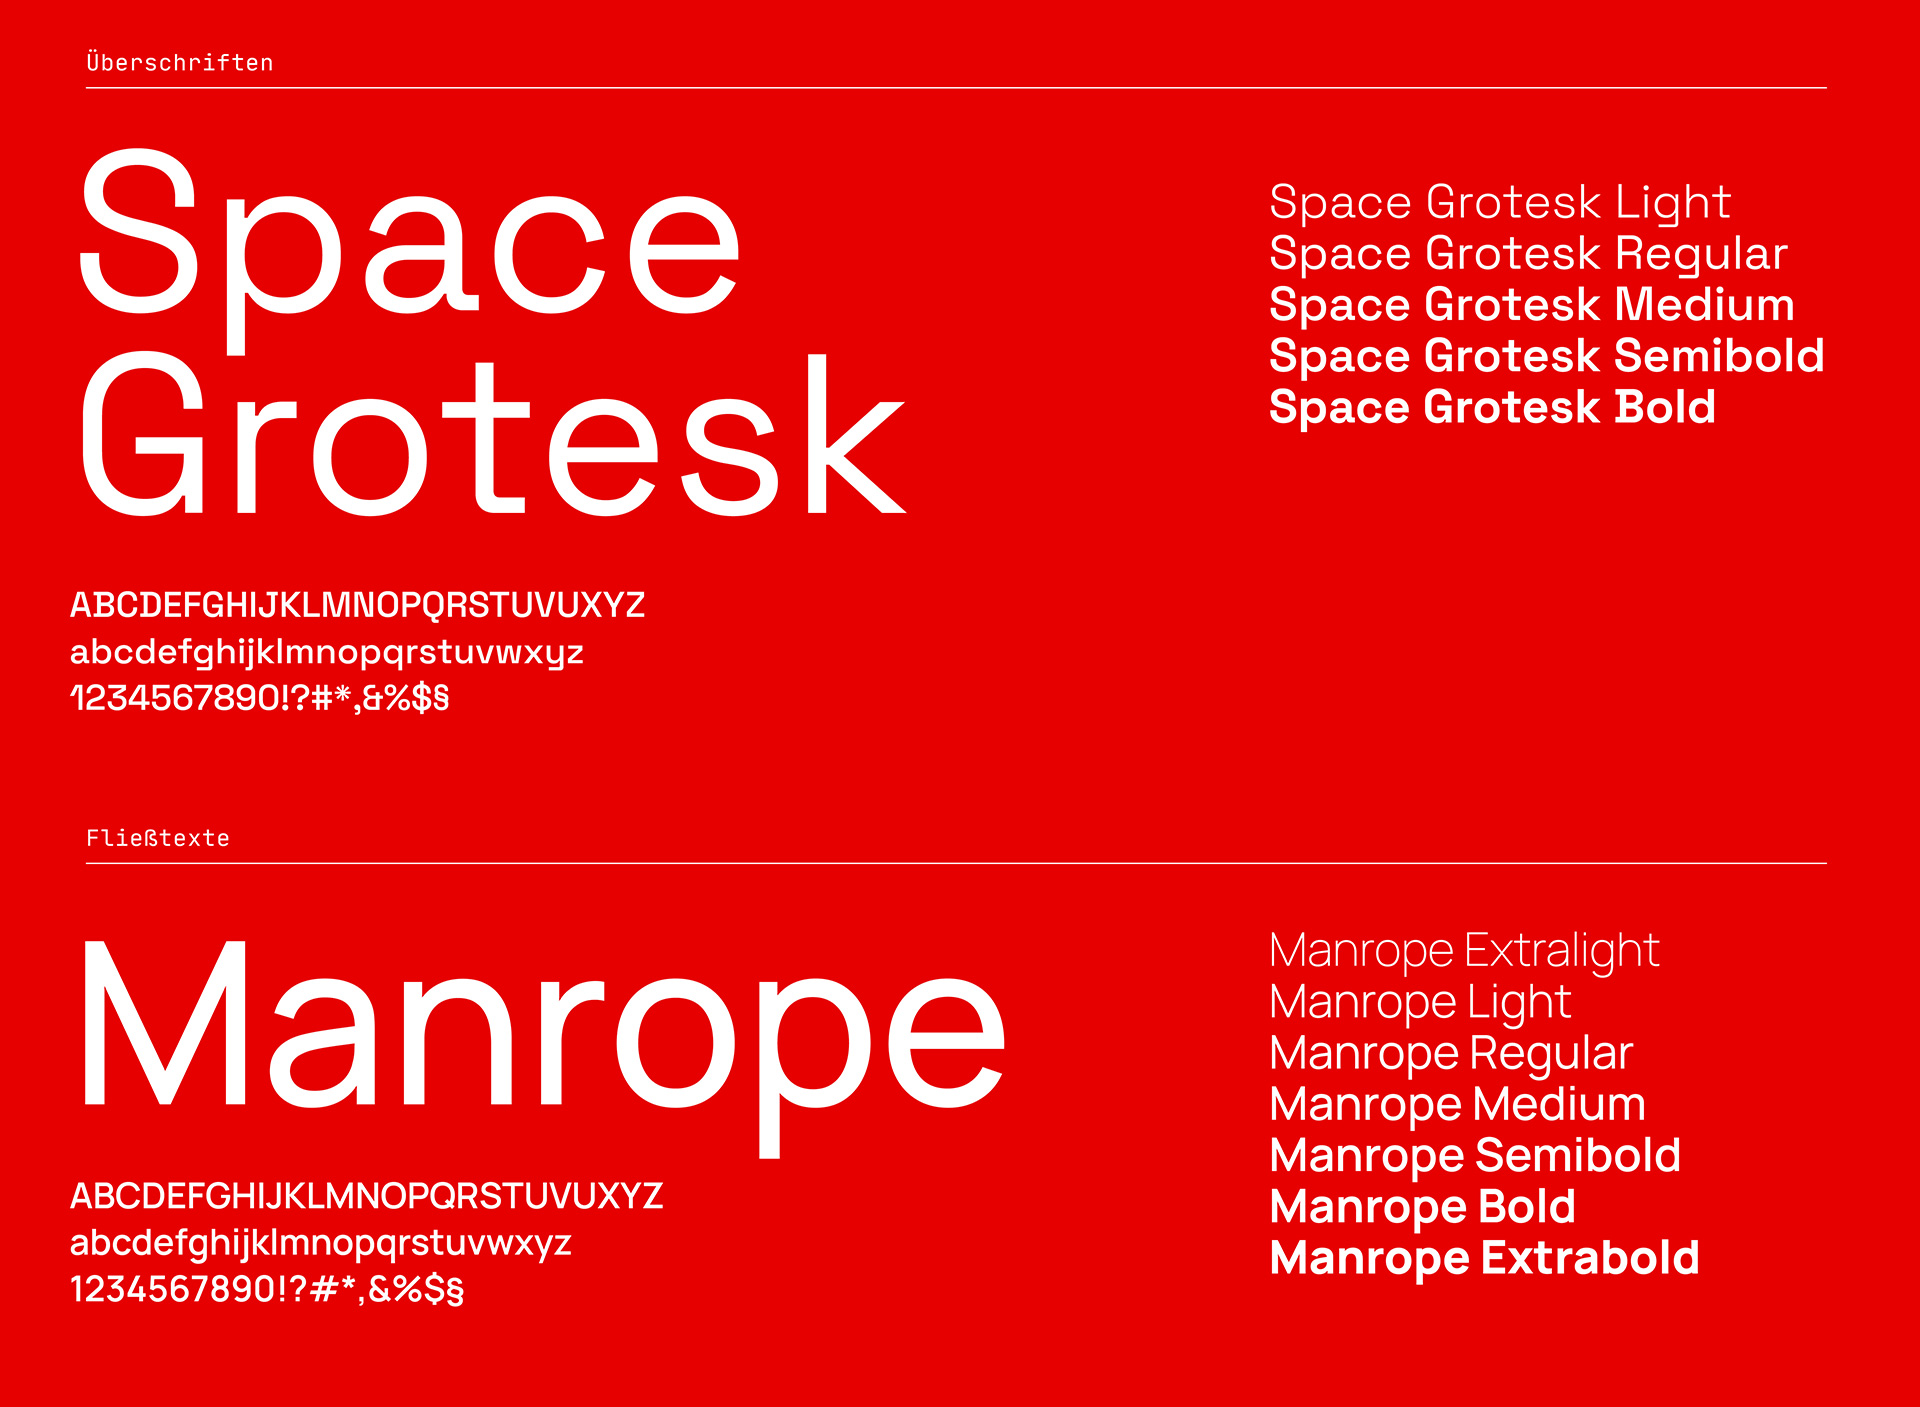 Überschriften
Space
Grotesk
Space Grotesk Light
Space Grotesk Regular
Space Grotesk Medium
Space Grotesk Semibold
Space Grotesk Bold
ABCDEFGHIJKLMNOPQRSTUVUXYZ
abcdefghijklmnopqrstuvwxyz
1234567890!?#*,&%$§
Fließtexte
Manrope
Manrope Extralight
Manrope Light
Manrope Regular
Manrope Medium
Manrope Semibold
Manrope Bold
Manrope Extrabold
ABCDEFGHIJKLMNOPQRSTUVUXYZ
abcdefghijklmnopqrstuvwxyz
1234567890!?#*,&%$§